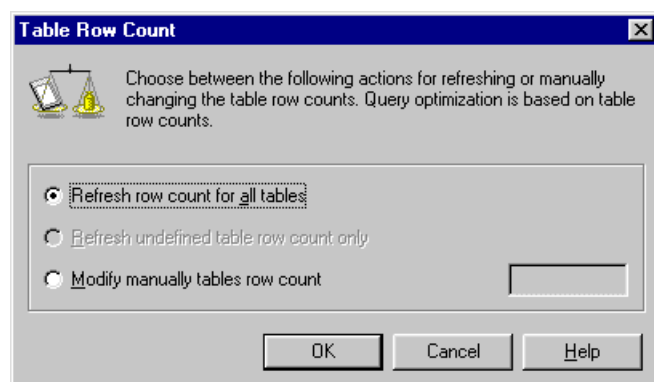 Table Row Count
Choose between the following actions for refreshing or manually
changing the table row counts. Query optimization is based on table
row counts.
Refresh row count for all tables
Refresh undefined table row count only
Modify manually tables row count
OK Cancel Help